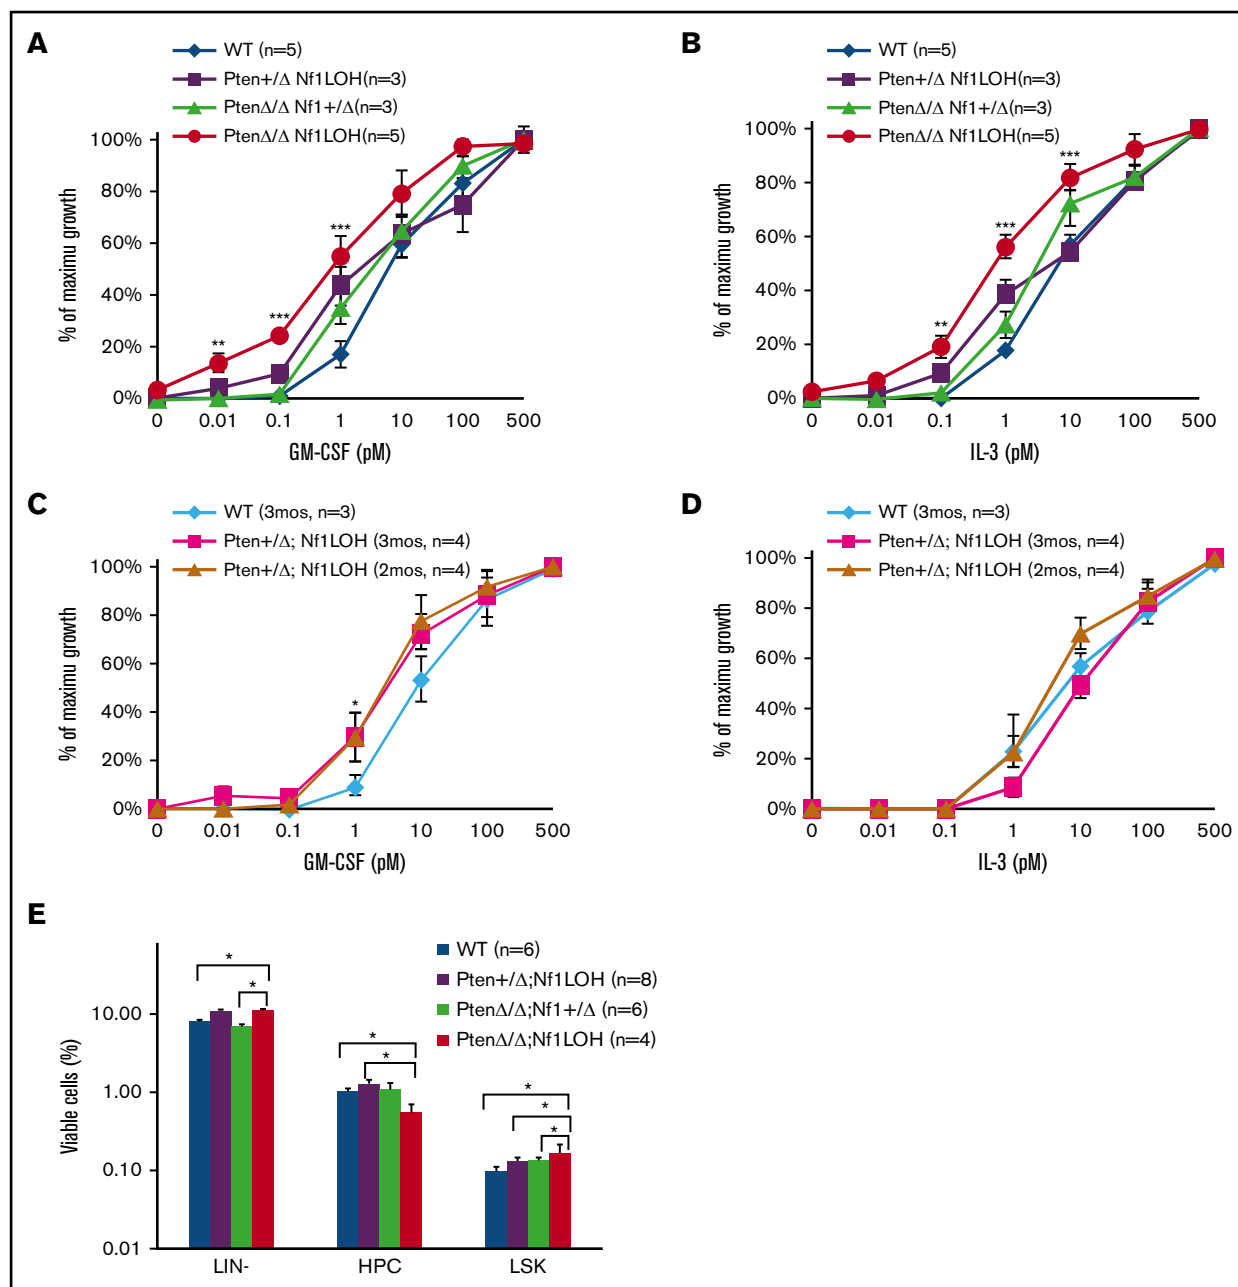 A
WT (n=5)
Pten+/Δ Nf1LOH(n=3)
PtenΔ/Δ Nf1+/Δ(n=3)
PtenΔ/Δ Nf1LOH(n=5)
100%
80%
60%
40%
20%
0%
% of maximu growth
** *** ***
0 0.01 0.1 1 10 100 500
GM-CSF (pM)
B
WT (n=5)
Pten+/Δ Nf1LOH(n=3)
PtenΔ/Δ Nf1+/Δ(n=3)
PtenΔ/Δ Nf1LOH(n=5)
100%
80%
60%
40%
20%
0%
% of maximu growth
** *** ***
0 0.01 0.1 1 10 100 500
IL-3 (pM)
C
WT (3mos, n=3)
Pten+/Δ; Nf1LOH (3mos, n=4)
Pten+/Δ; Nf1LOH (2mos, n=4)
100%
80%
60%
40%
20%
0%
% of maximu growth
*
0 0.01 0.1 1 10 100 500
GM-CSF (pM)
D
WT (3mos, n=3)
Pten+/Δ; Nf1LOH (3mos, n=4)
Pten+/Δ; Nf1LOH (2mos, n=4)
100%
80%
60%
40%
20%
0%
% of maximu growth
0 0.01 0.1 1 10 100 500
IL-3 (pM)
E
WT (n=6)
Pten+/Δ;Nf1LOH (n=8)
PtenΔ/Δ;Nf1+/Δ (n=6)
PtenΔ/Δ;Nf1LOH (n=4)
10.00
1.00
0.10
0.01
Viable cells (%)
* *
* *
* * *
LIN- HPC LSK